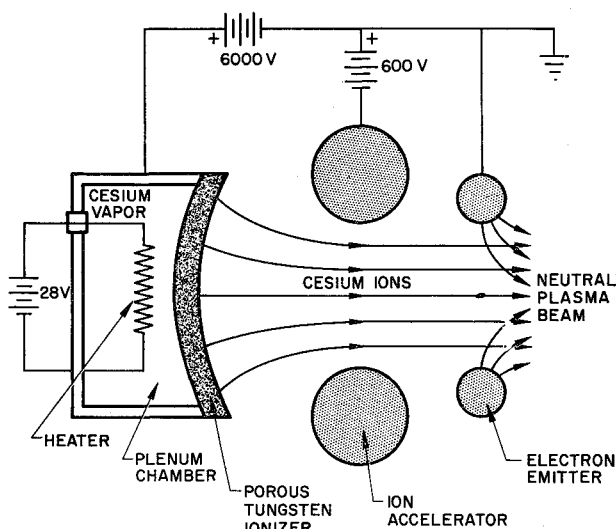 +
6000 V
+
600 V
CESIUM
VAPOR
28V
CESIUM IONS
NEUTRAL
PLASMA
BEAM
HEATER
PLENUM
CHAMBER
POROUS
TUNGSTEN
IONIZER
ION
ACCELERATOR
ELECTRON
EMITTER